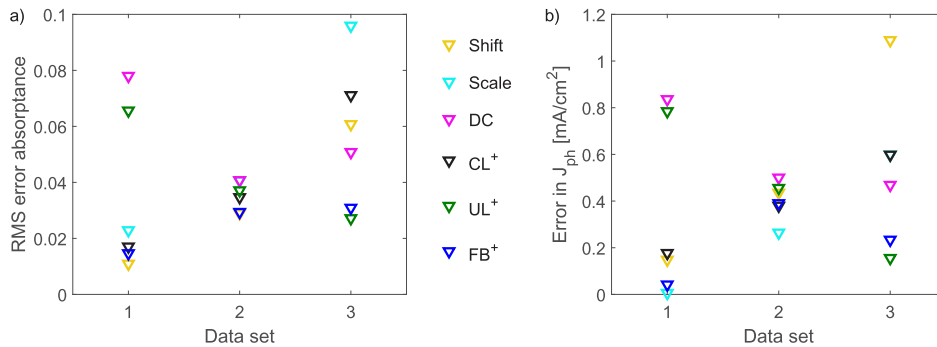 a)
RMS error absorptance
0.1
0.08
0.06
0.04
0.02
0
1 2 3
Data set
Shift
Scale
DC
CL⁺
UL⁺
FB⁺
b)
Error in J_ph [mA/cm²]
1.2
1
0.8
0.6
0.4
0.2
0
1 2 3
Data set